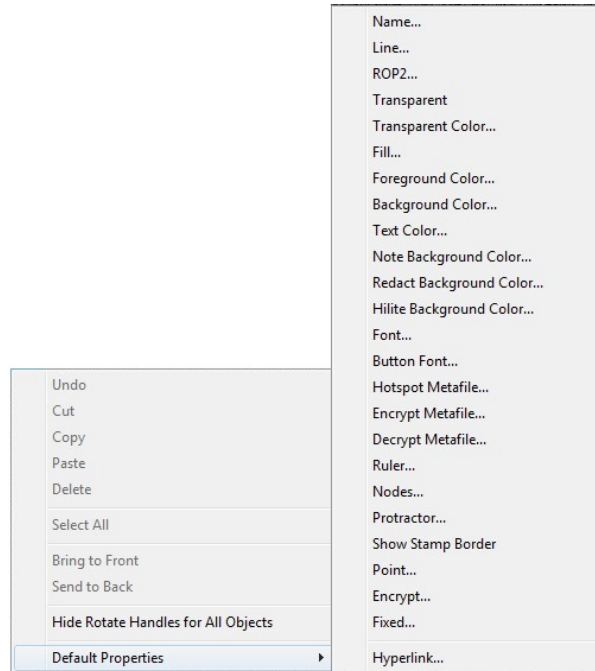 Undo
Cut
Copy
Paste
Delete
Select All
Bring to Front
Send to Back
Hide Rotate Handles for All Objects
Default Properties
Name...
Line...
ROP2...
Transparent
Transparent Color...
Fill...
Foreground Color...
Background Color...
Text Color...
Note Background Color...
Redact Background Color...
Hilite Background Color...
Font...
Button Font...
Hotspot Metafile...
Encrypt Metafile...
Decrypt Metafile...
Ruler...
Nodes...
Protractor...
Show Stamp Border
Point...
Encrypt...
Fixed...
Hyperlink...